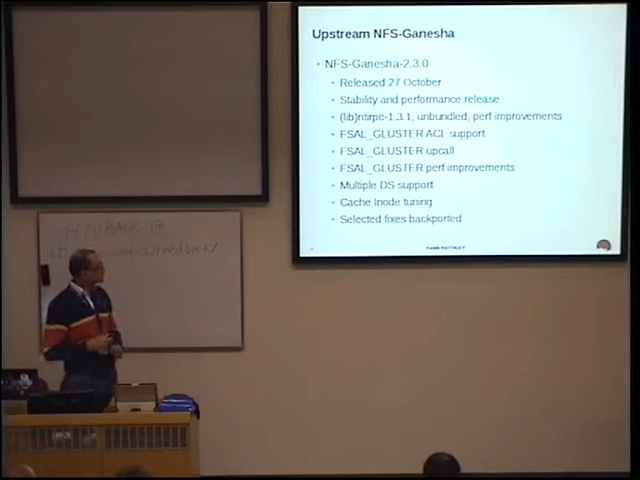 Upstream NFS-Ganesha
NFS-Ganesha-2.3.0
Released 27 October
Stability and performance release
(lib)ntirpc-1.3.1, unbundled, perf improvements
FSAL_GLUSTER ACL support
FSAL_GLUSTER upcall
FSAL_GLUSTER perf improvements
Multiple DS support
Cache Inode tuning
Selected fixes backported
FEEDBACK @